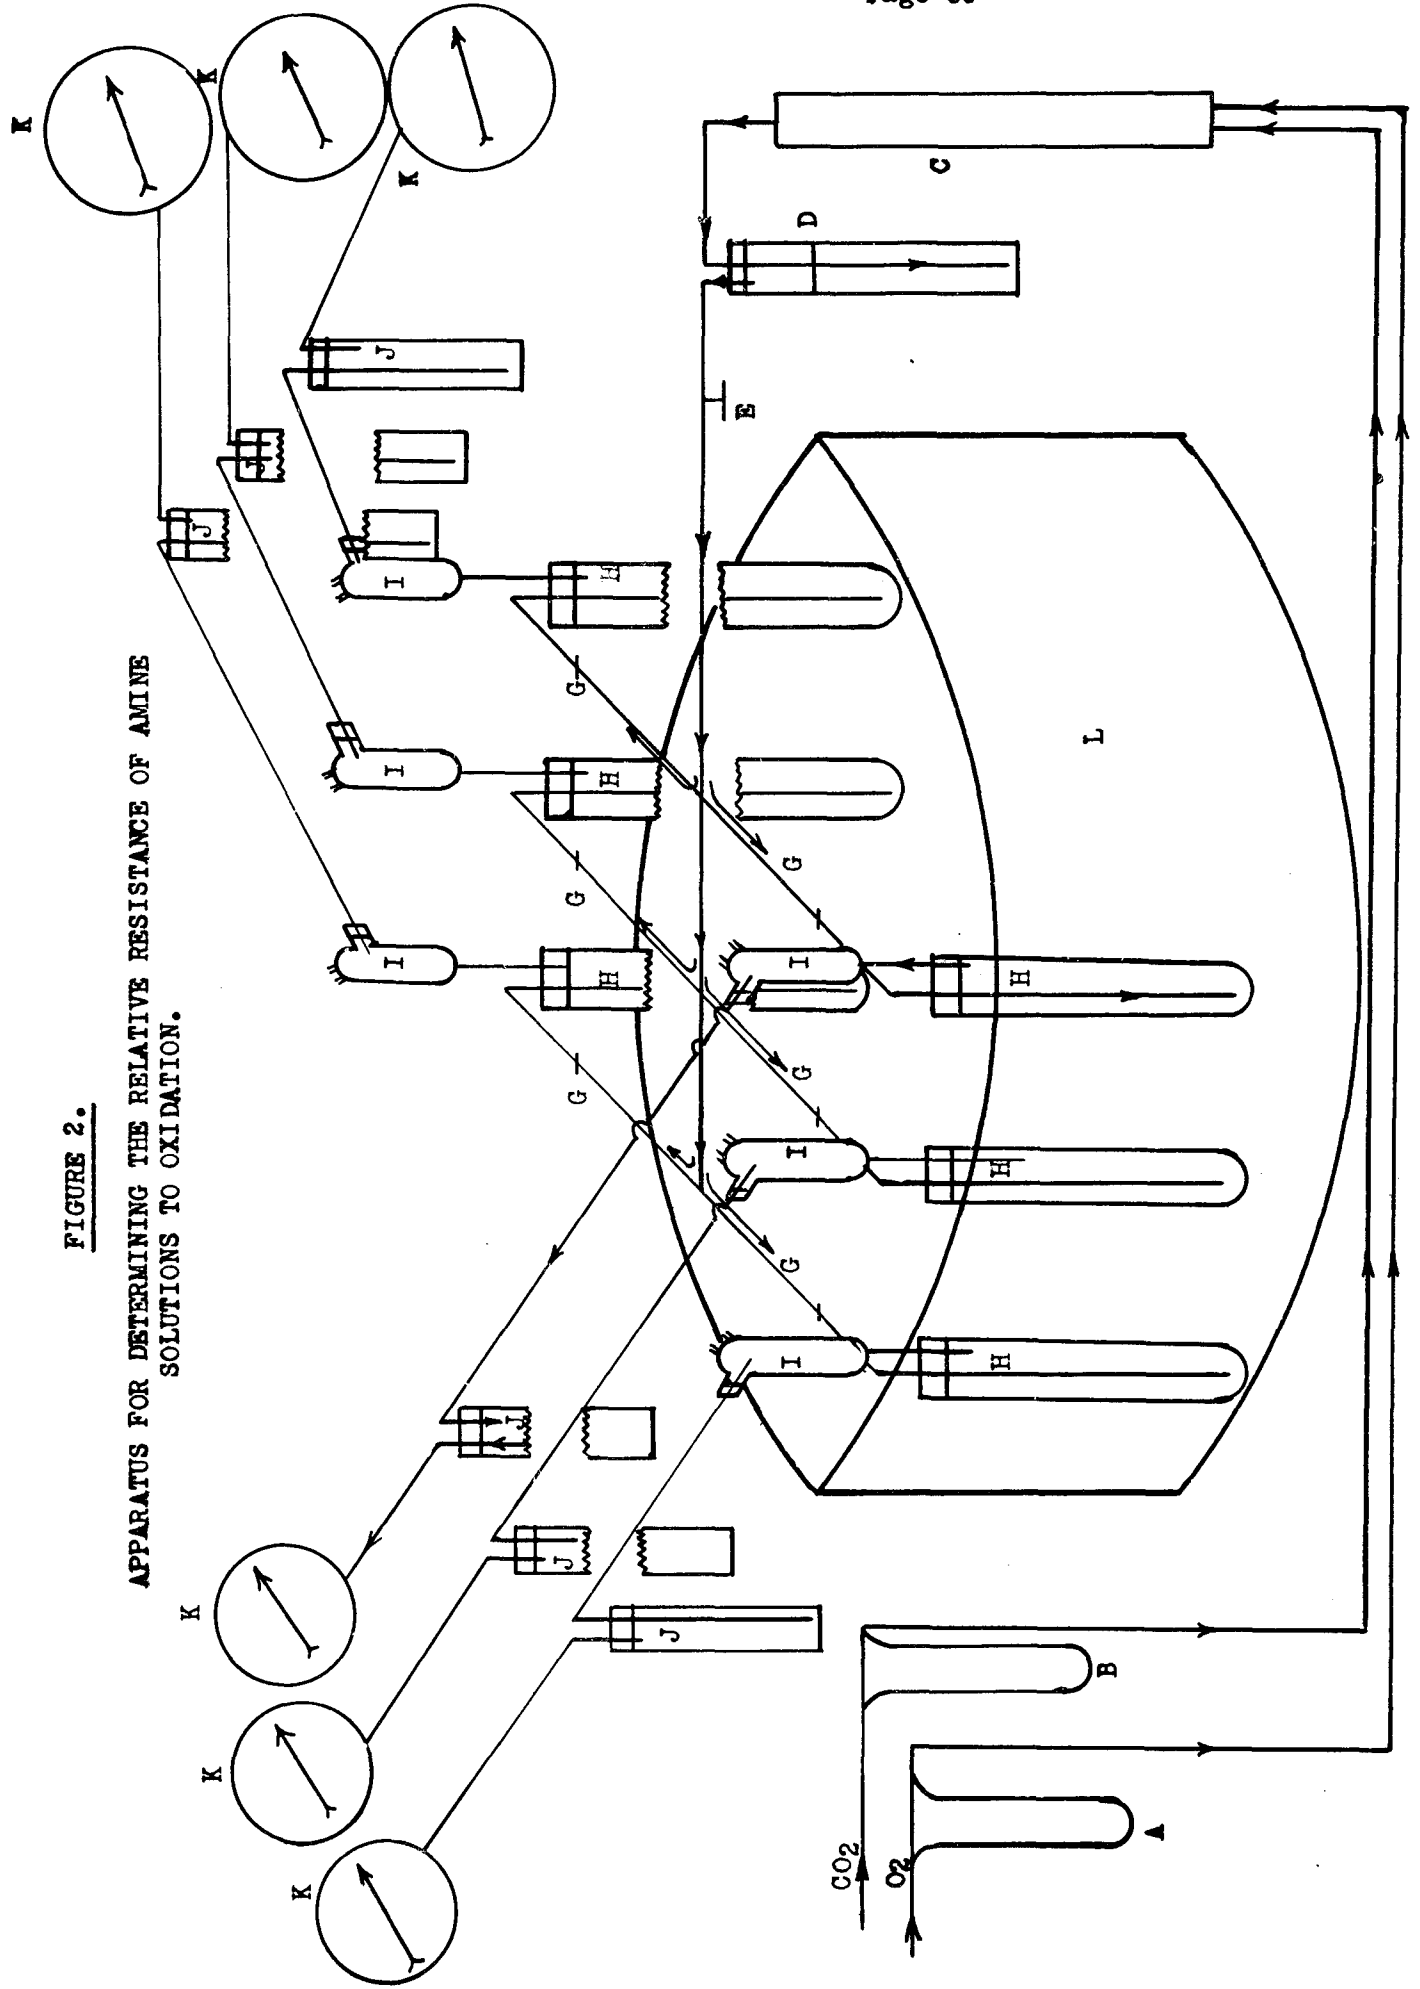 FIGURE 2.
APPARATUS FOR DETERMINING THE RELATIVE RESISTANCE OF AMINE
SOLUTIONS TO OXIDATION.
K
K
K
K
K
K
J
J
J
J
J
J
I
I
I
I
I
I
H
H
H
H
H
H
G
G
G
G
G
G
E
D
C
L
CO2
O2
B
A